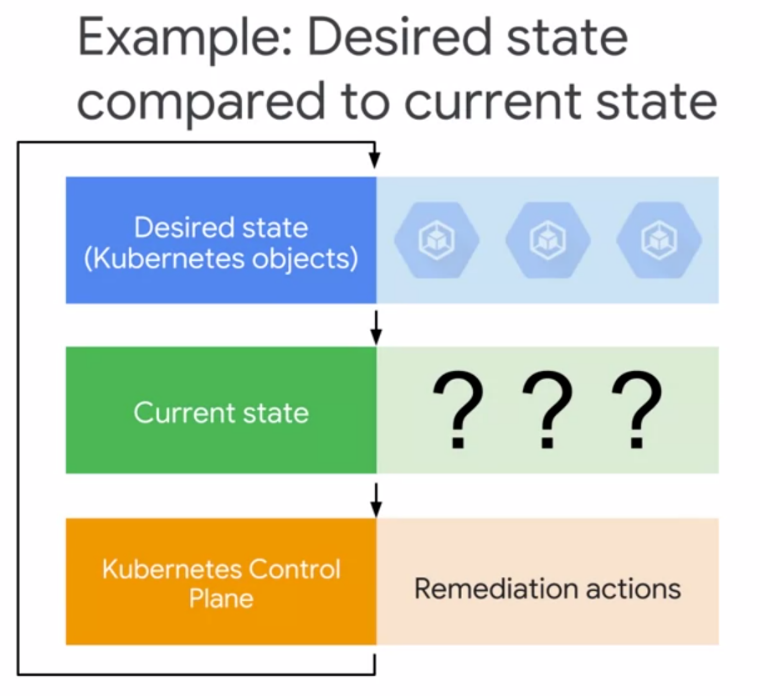 Example: Desired state
compared to current state
Desired state
(Kubernetes objects)
Current state
? ? ?
Kubernetes Control
Plane
Remediation actions